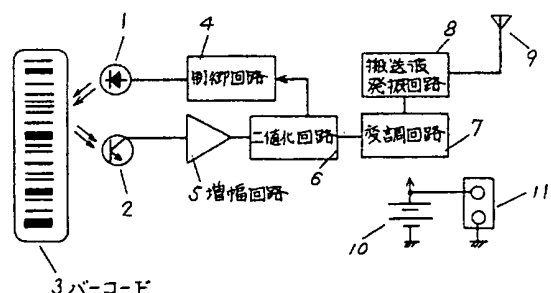 1
4
制御回路
8
搬送波
発振回路
9
2
5 増幅回路
二値化回路
6
変調回路
7
10
11
3 バーコード